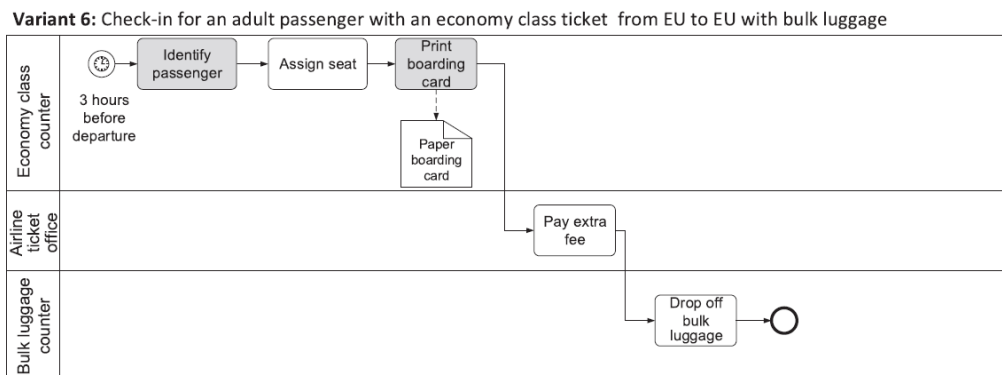 Variant 6: Check-in for an adult passenger with an economy class ticket from EU to EU with bulk luggage
Economy class
counter
3 hours
before
departure
Identify
passenger
Assign seat
Print
boarding
card
Paper
boarding
card
Airline
ticket
office
Pay extra
fee
Bulk luggage
counter
Drop off
bulk
luggage